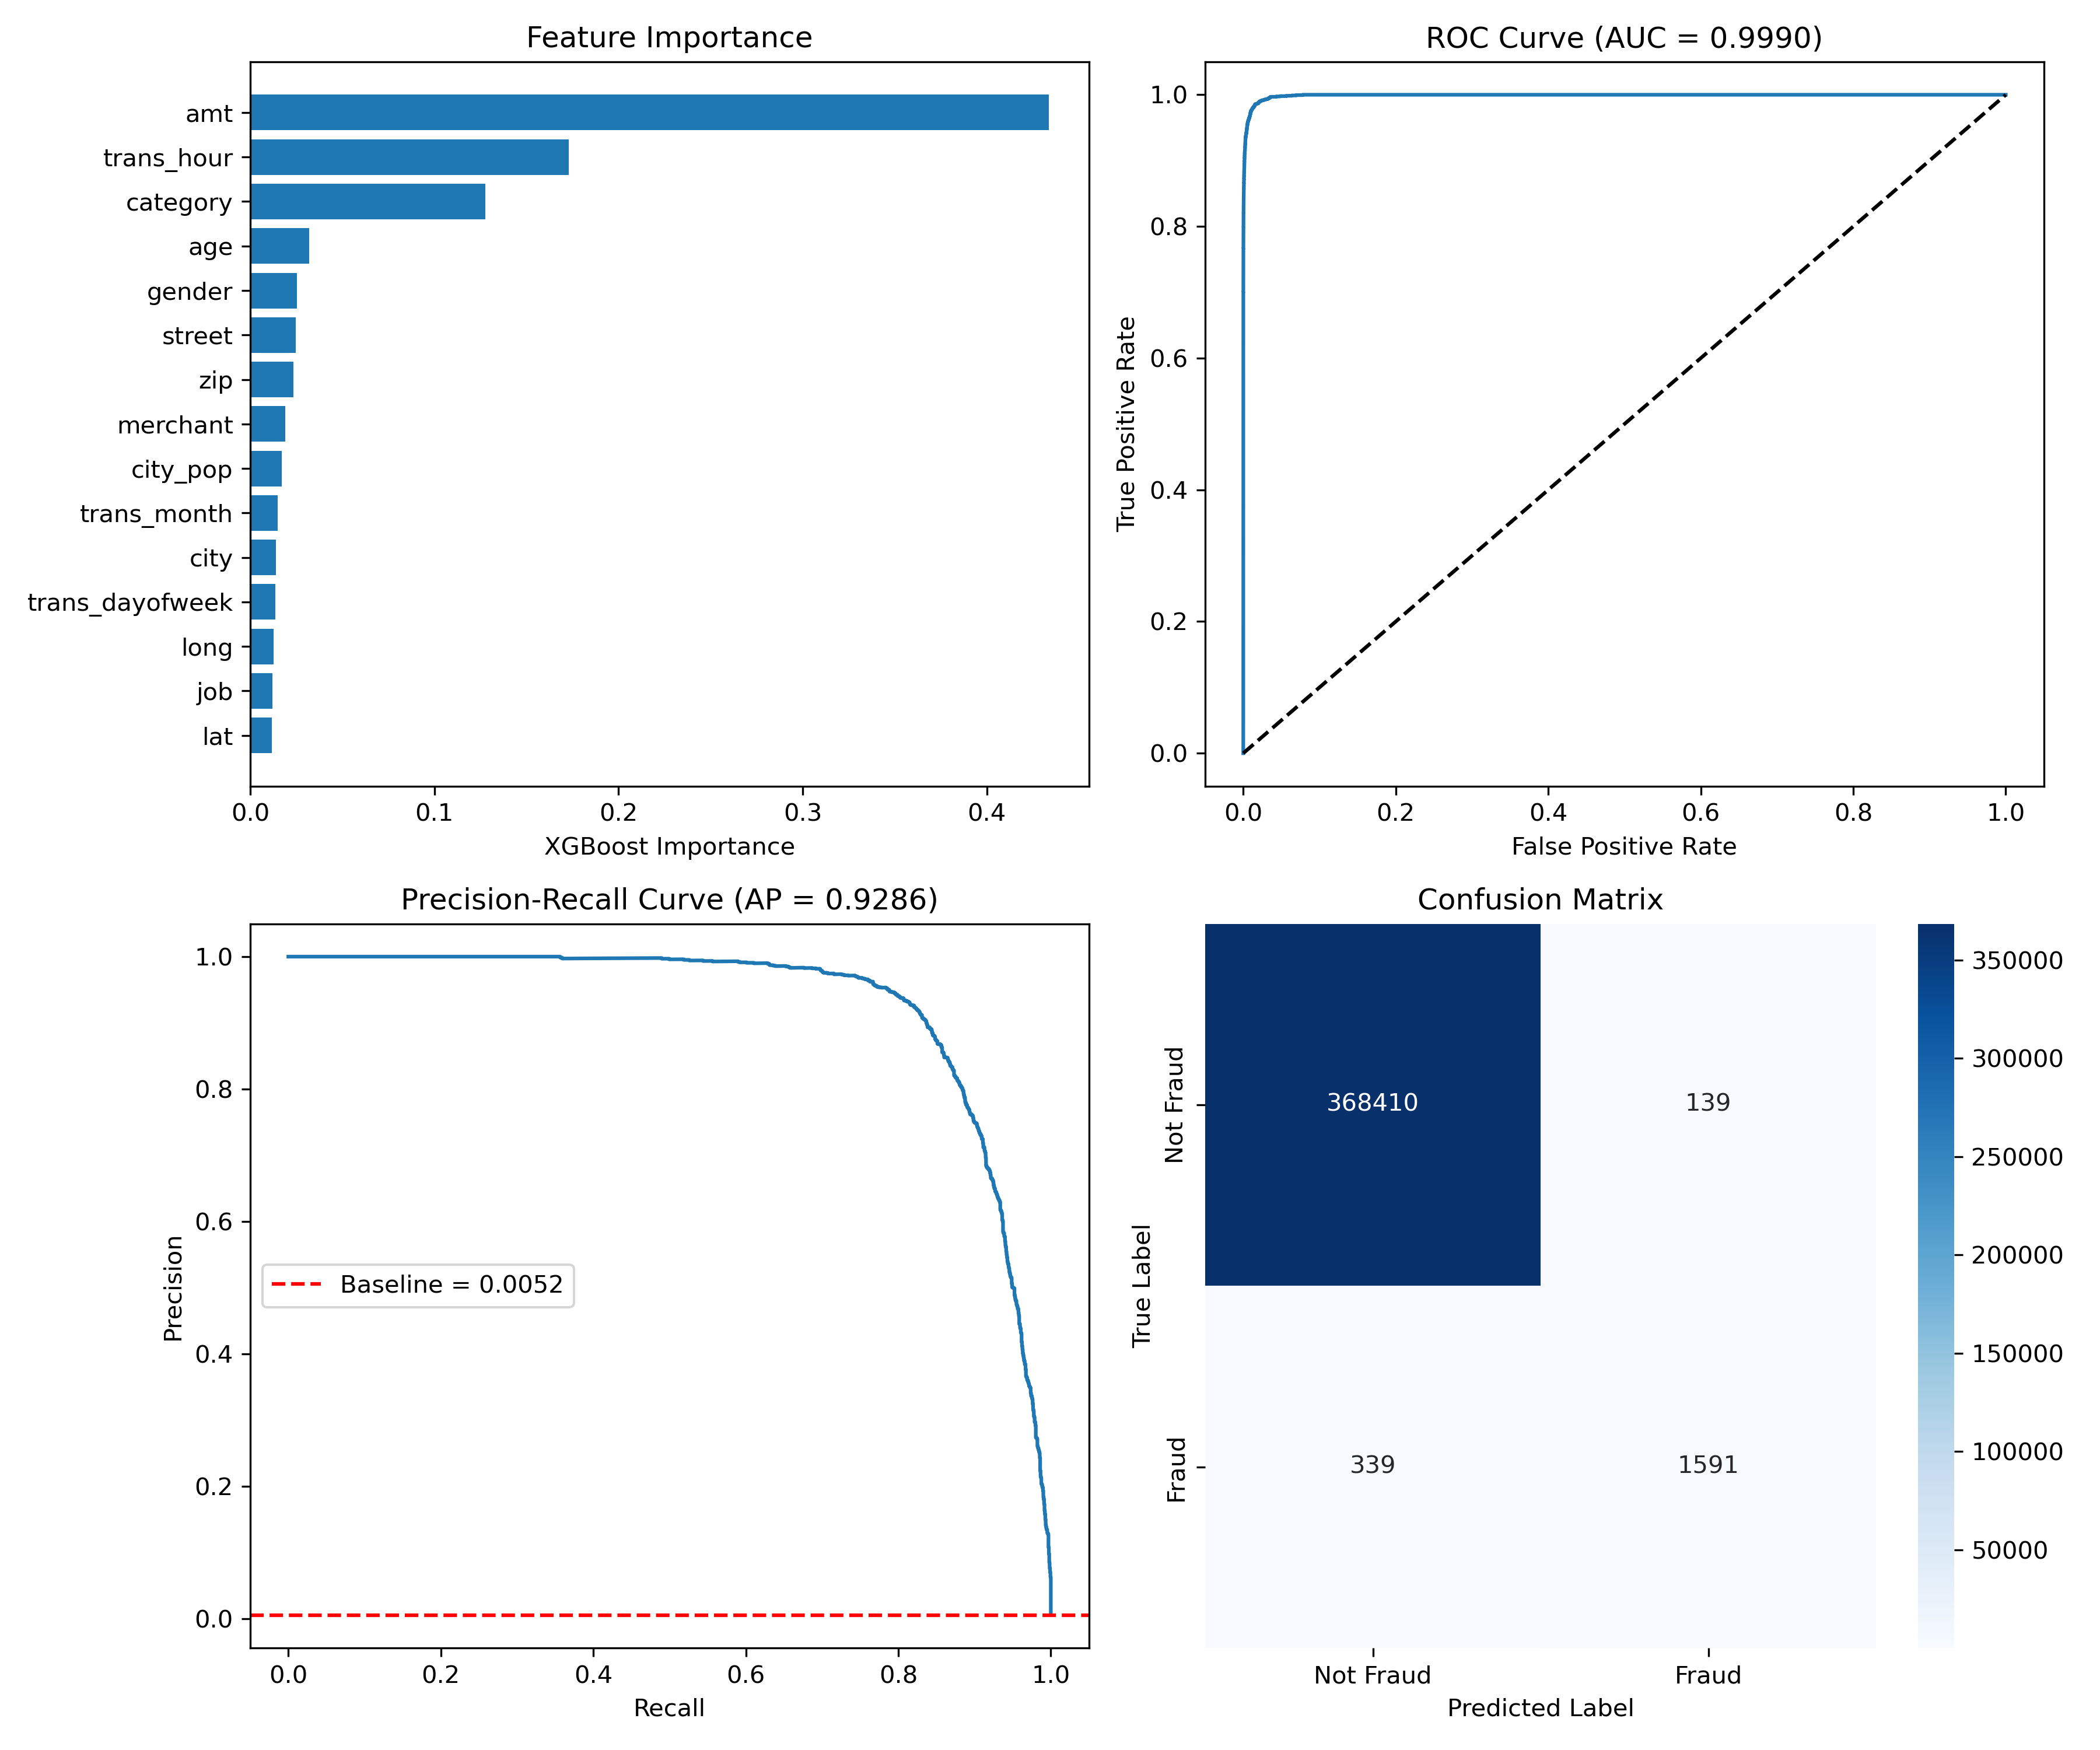 Feature Importance
amt
trans_hour
category
age
gender
street
zip
merchant
city_pop
trans_month
city
trans_dayofweek
long
job
lat
0.0 0.1 0.2 0.3 0.4
XGBoost Importance
ROC Curve (AUC = 0.9990)
True Positive Rate
1.0
0.8
0.6
0.4
0.2
0.0
0.0 0.2 0.4 0.6 0.8 1.0
False Positive Rate
Precision-Recall Curve (AP = 0.9286)
Precision
1.0
0.8
0.6
0.4
0.2
0.0
Baseline = 0.0052
0.0 0.2 0.4 0.6 0.8 1.0
Recall
Confusion Matrix
True Label
Not Fraud
Fraud
368410 139
339 1591
Not Fraud Fraud
Predicted Label
350000
300000
250000
200000
150000
100000
50000